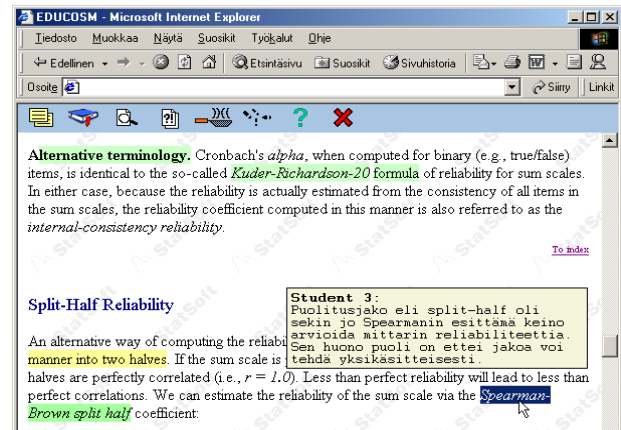 EDUCOSM - Microsoft Internet Explorer
Tiedosto Muokkaa Näytä Suosikit Työkalut Ohje
Edellinen Etsintäsivu Suosikit Sivuhistoria
Osoite Siirry Linkit
Alternative terminology. Cronbach's alpha, when computed for binary (e.g., true/false)
items, is identical to the so-called Kuder-Richardson-20 formula of reliability for sum scales.
In either case, because the reliability is actually estimated from the consistency of all items in
the sum scales, the reliability coefficient computed in this manner is also referred to as the
internal-consistency reliability.
To index
Split-Half Reliability
Student 3:
Puolitusjako eli split-half oli
sekin jo Spearmanin esittämä keino
arvioida mittarin reliabiliteettia.
Sen huono puoli on ettei jakoa voi
tehdä yksikäsitteisesti.
An alternative way of computing the reliabi
manner into two halves. If the sum scale is
halves are perfectly correlated (i.e., r = 1.0). Less than perfect reliability will lead to less than
perfect correlations. We can estimate the reliability of the sum scale via the Spearman-
Brown split half coefficient:
StatSoft